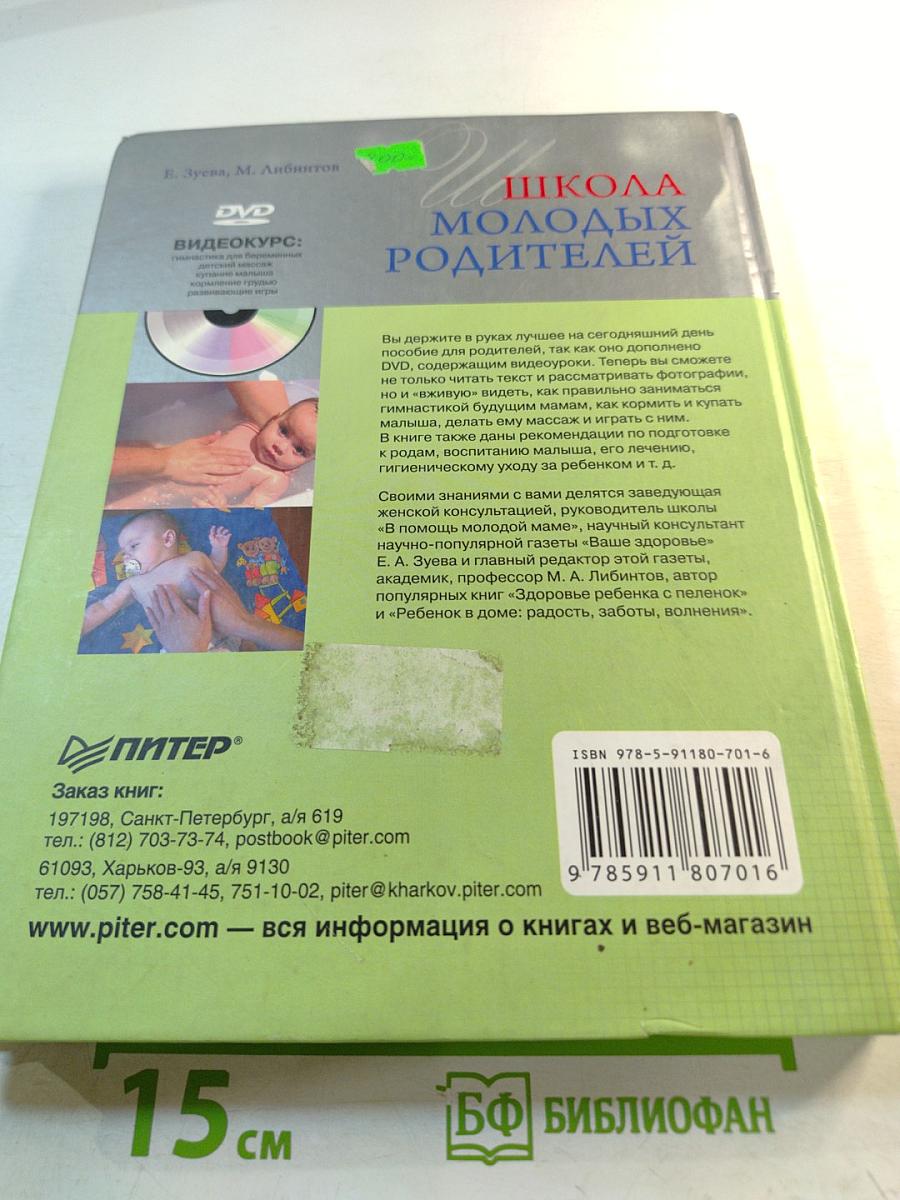 Е. Зуева, М. Либинтов
Ш
ШКОЛА
МОЛОДЫХ
РОДИТЕЛЕЙ
DVD
ВИДЕОКУРС:
гимнастика для беременных
детский массаж
купание малыша
кормление грудью
развивающие игры
Вы держите в руках лучшее на сегодняшний день
пособие для родителей, так как оно дополнено
DVD, содержащим видеоуроки. Теперь вы сможете
не только читать текст и рассматривать фотографии,
но и «вживую» видеть, как правильно заниматься
гимнастикой будущим мамам, как кормить и купать
малыша, делать ему массаж и играть с ним.
В книге также даны рекомендации по подготовке
к родам, воспитанию малыша, его лечению,
гигиеническому уходу за ребенком и т. д.
Своими знаниями с вами делятся заведующая
женской консультацией, руководитель школы
«В помощь молодой маме», научный консультант
научно-популярной газеты «Ваше здоровье»
Е. А. Зуева и главный редактор этой газеты,
академик, профессор М. А. Либинтов, автор
популярных книг «Здоровье ребенка с пеленок»
и «Ребенок в доме: радость, заботы, волнения».
ПИТЕР®
Заказ книг:
197198, Санкт-Петербург, а/я 619
тел.: (812) 703-73-74, postbook@piter.com
61093, Харьков-93, а/я 9130
тел.: (057) 758-41-45, 751-10-02, piter@kharkov.piter.com
www.piter.com — вся информация о книгах и веб-магазин
ISBN 978-5-91180-701-6
9 785911 807016
15 см
БФ БИБЛИОФАН